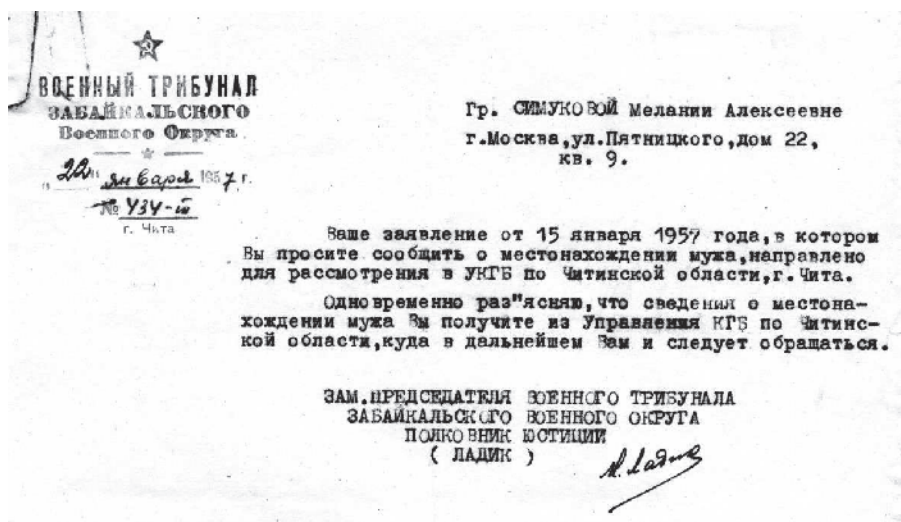 ВОЕННЫЙ ТРИБУНАЛ
ЗАБАЙКАЛЬСКОГО
Военного Округа
"22" января 1957 г.
№ 434-ш
г. Чита
Гр. СИМУКОВОЙ Мелании Алексеевне
г.Москва,ул.Пятницкого,дом 22,
кв. 9.
Ваше заявление от 15 января 1957 года,в котором
Вы просите сообщить о местонахождении мужа,направлено
для рассмотрения в УКГБ по Читинской области,г.Чита.
Одновременно раз"ясняю,что сведения о местона-
хождении мужа Вы получите из Управления КГБ по Читинс-
кой области,куда в дальнейшем Вам и следует обращаться.
ЗАМ.ПРЕДСЕДАТЕЛЯ ВОЕННОГО ТРИБУНАЛА
ЗАБАЙКАЛЬСКОГО ВОЕННОГО ОКРУГА
ПОЛКОВНИК ЮСТИЦИИ
( ЛАДИК )